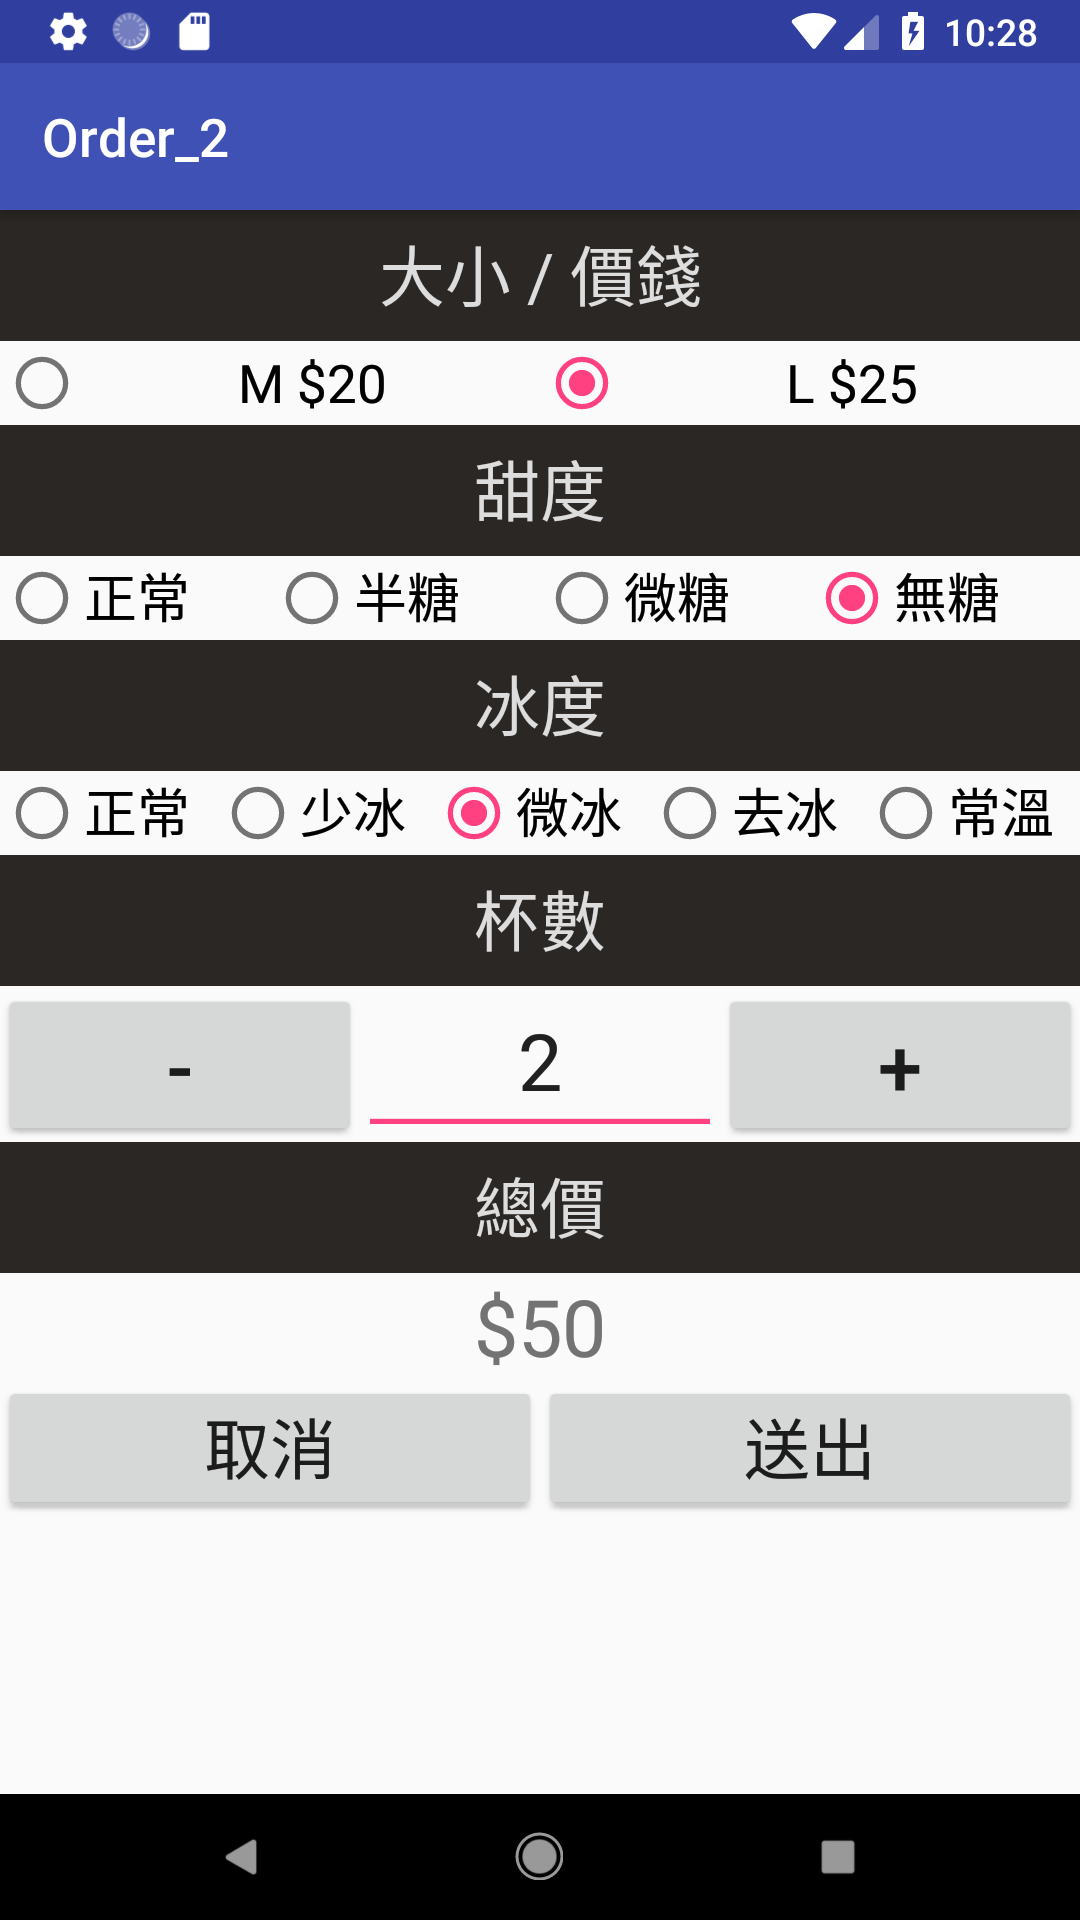 10:28
Order_2
大小 / 價錢
M $20 L $25
甜度
正常 半糖 微糖 無糖
冰度
正常 少冰 微冰 去冰 常溫
杯數
- 2 +
總價
$50
取消 送出